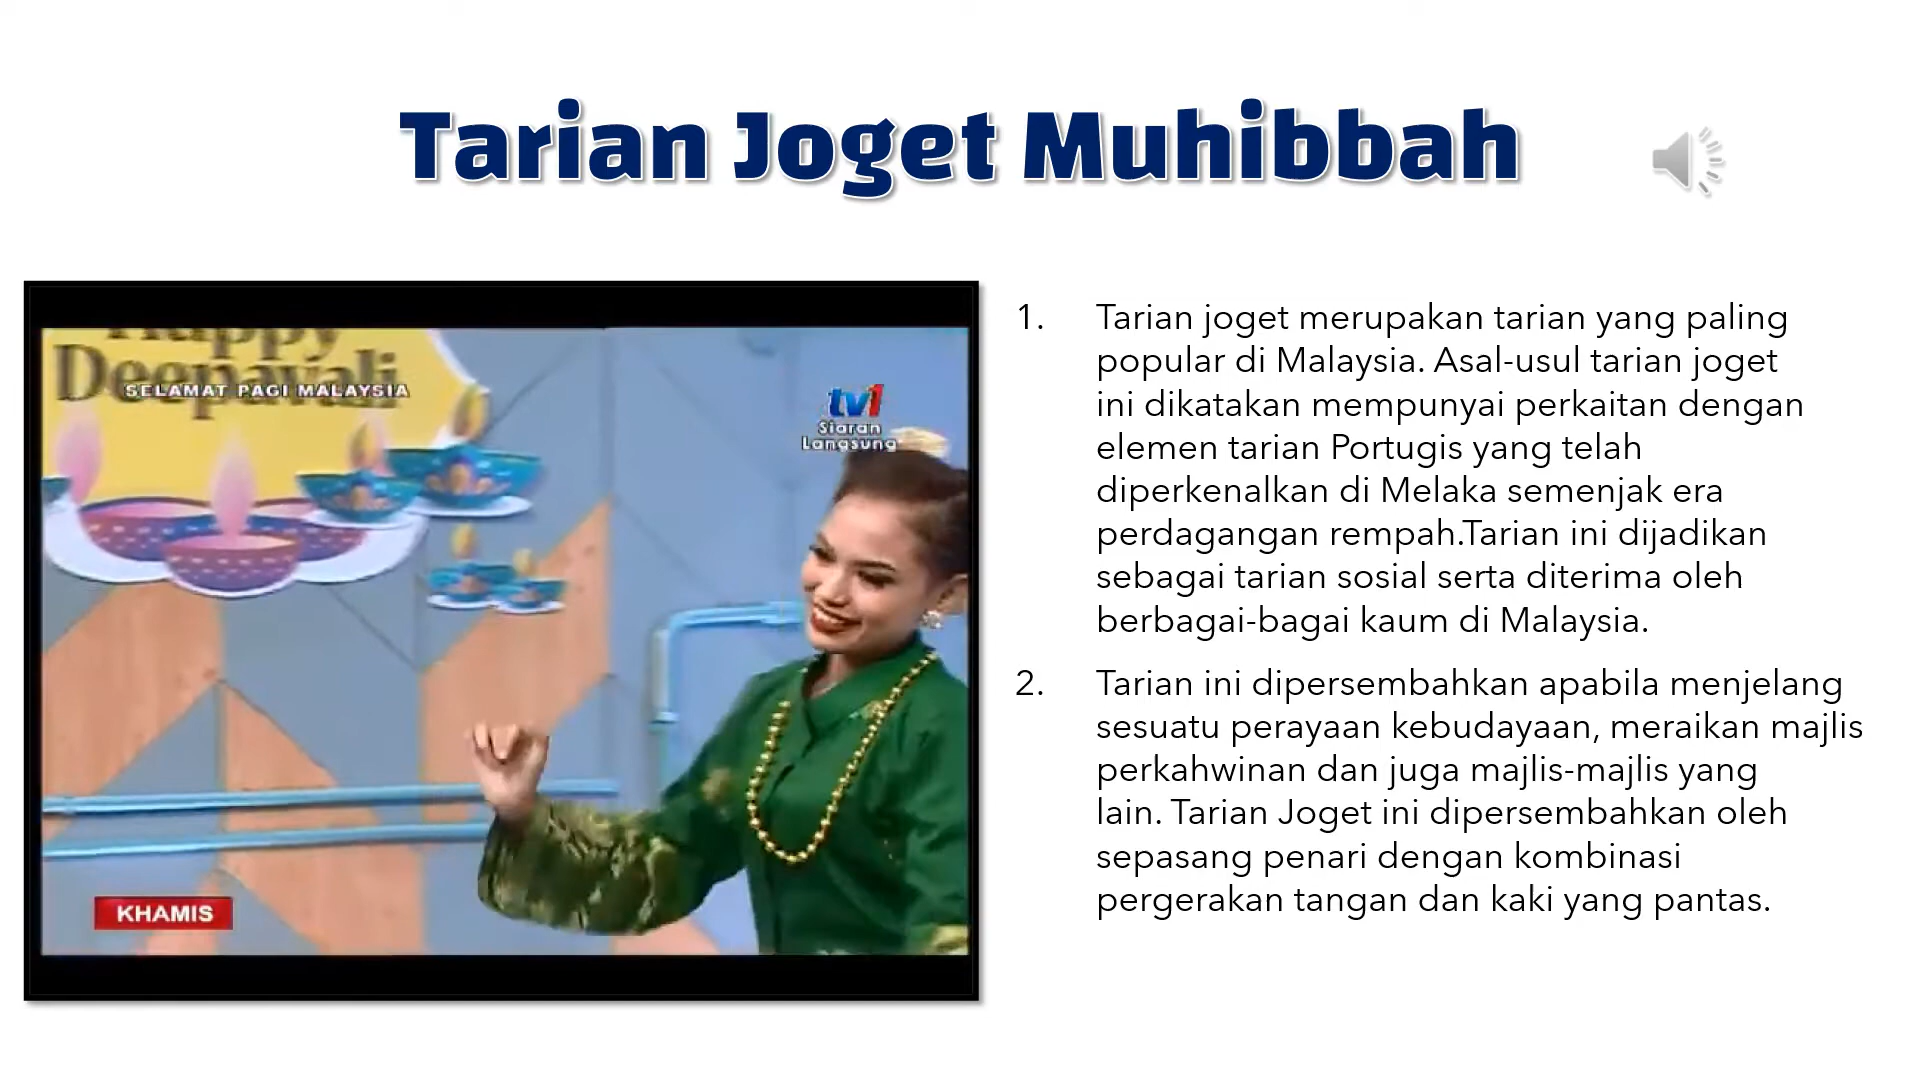 Tarian Joget Muhibbah
Happy
Deepavali
SELAMAT PAGI MALAYSIA
tv1
Siaran
Langsung
KHAMIS
1. Tarian joget merupakan tarian yang paling
popular di Malaysia. Asal-usul tarian joget
ini dikatakan mempunyai perkaitan dengan
elemen tarian Portugis yang telah
diperkenalkan di Melaka semenjak era
perdagangan rempah.Tarian ini dijadikan
sebagai tarian sosial serta diterima oleh
berbagai-bagai kaum di Malaysia.
2. Tarian ini dipersembahkan apabila menjelang
sesuatu perayaan kebudayaan, meraikan majlis
perkahwinan dan juga majlis-majlis yang
lain. Tarian Joget ini dipersembahkan oleh
sepasang penari dengan kombinasi
pergerakan tangan dan kaki yang pantas.